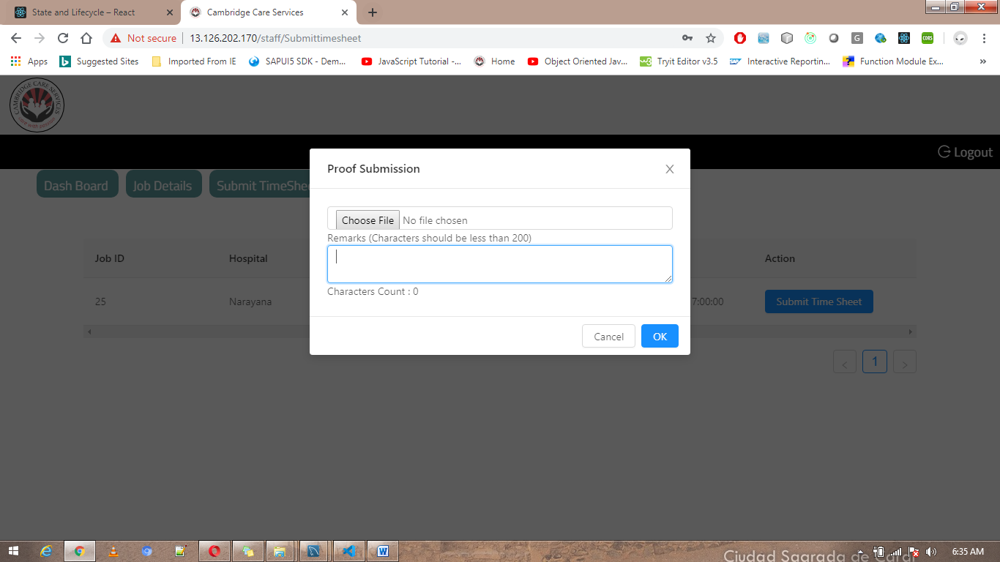 State and Lifecycle – React
Cambridge Care Services
Not secure | 13.126.202.170/staff/Submittimesheet
Apps
Suggested Sites
Imported From IE
SAPUI5 SDK - Dem...
JavaScript Tutorial -...
Home
Object Oriented Jav...
Tryit Editor v3.5
Interactive Reportin...
Function Module Ex...
»
CAMBRIDGE CARE SERVICES
care with passion
Logout
Dash Board
Job Details
Submit TimeShe
Proof Submission
Choose File No file chosen
Remarks (Characters should be less than 200)
Characters Count : 0
Cancel
OK
Job ID
Hospital
Action
25
Narayana
7:00:00
Submit Time Sheet
1
Ciudad Sagrada de Caral
6:35 AM